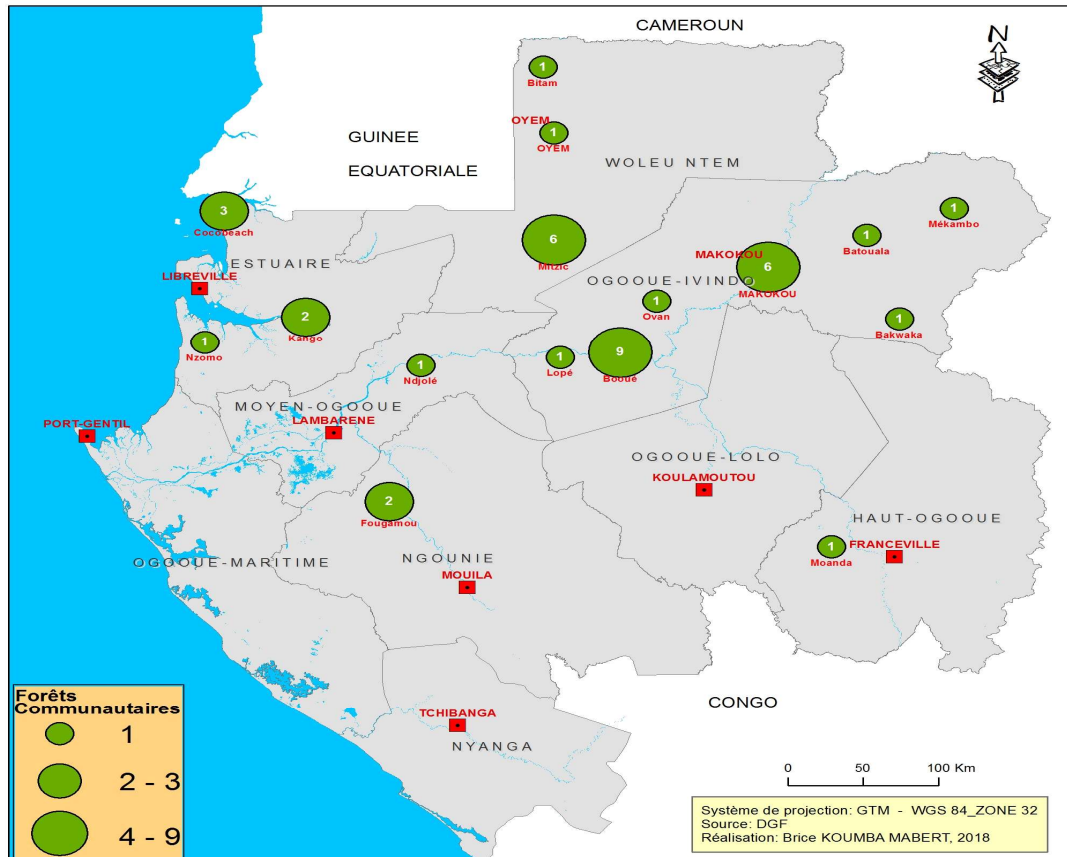 CAMEROUN
N
1
Bitam
OYEM
1
OYEM
GUINEE
EQUATORIALE
WOLEU NTEM
3
Cocobeach
1
Mékambo
1
Batouala
6
Mitzic
MAKOKOU
6
MAKOKOU
ESTUAIRE
LIBREVILLE
OGOOUE-IVINDO
1
Ovan
2
Kango
1
Nzomo
1
Bakwaka
1
Ndjolé
1
Lopé
9
Booué
MOYEN-OGOOUE
LAMBARENE
PORT-GENTIL
OGOOUE-LOLO
KOULAMOUTOU
2
Fougamou
HAUT-OGOOUE
FRANCEVILLE
1
Moanda
OGGOUE-MARITIME
NGOUNIE
MOUILA
CONGO
TCHIBANGA
NYANGA
Forêts
Communautaires
1
2 - 3
4 - 9
0 50 100 Km
Système de projection: GTM - WGS 84_ZONE 32
Source: DGF
Réalisation: Brice KOUMBA MABERT, 2018